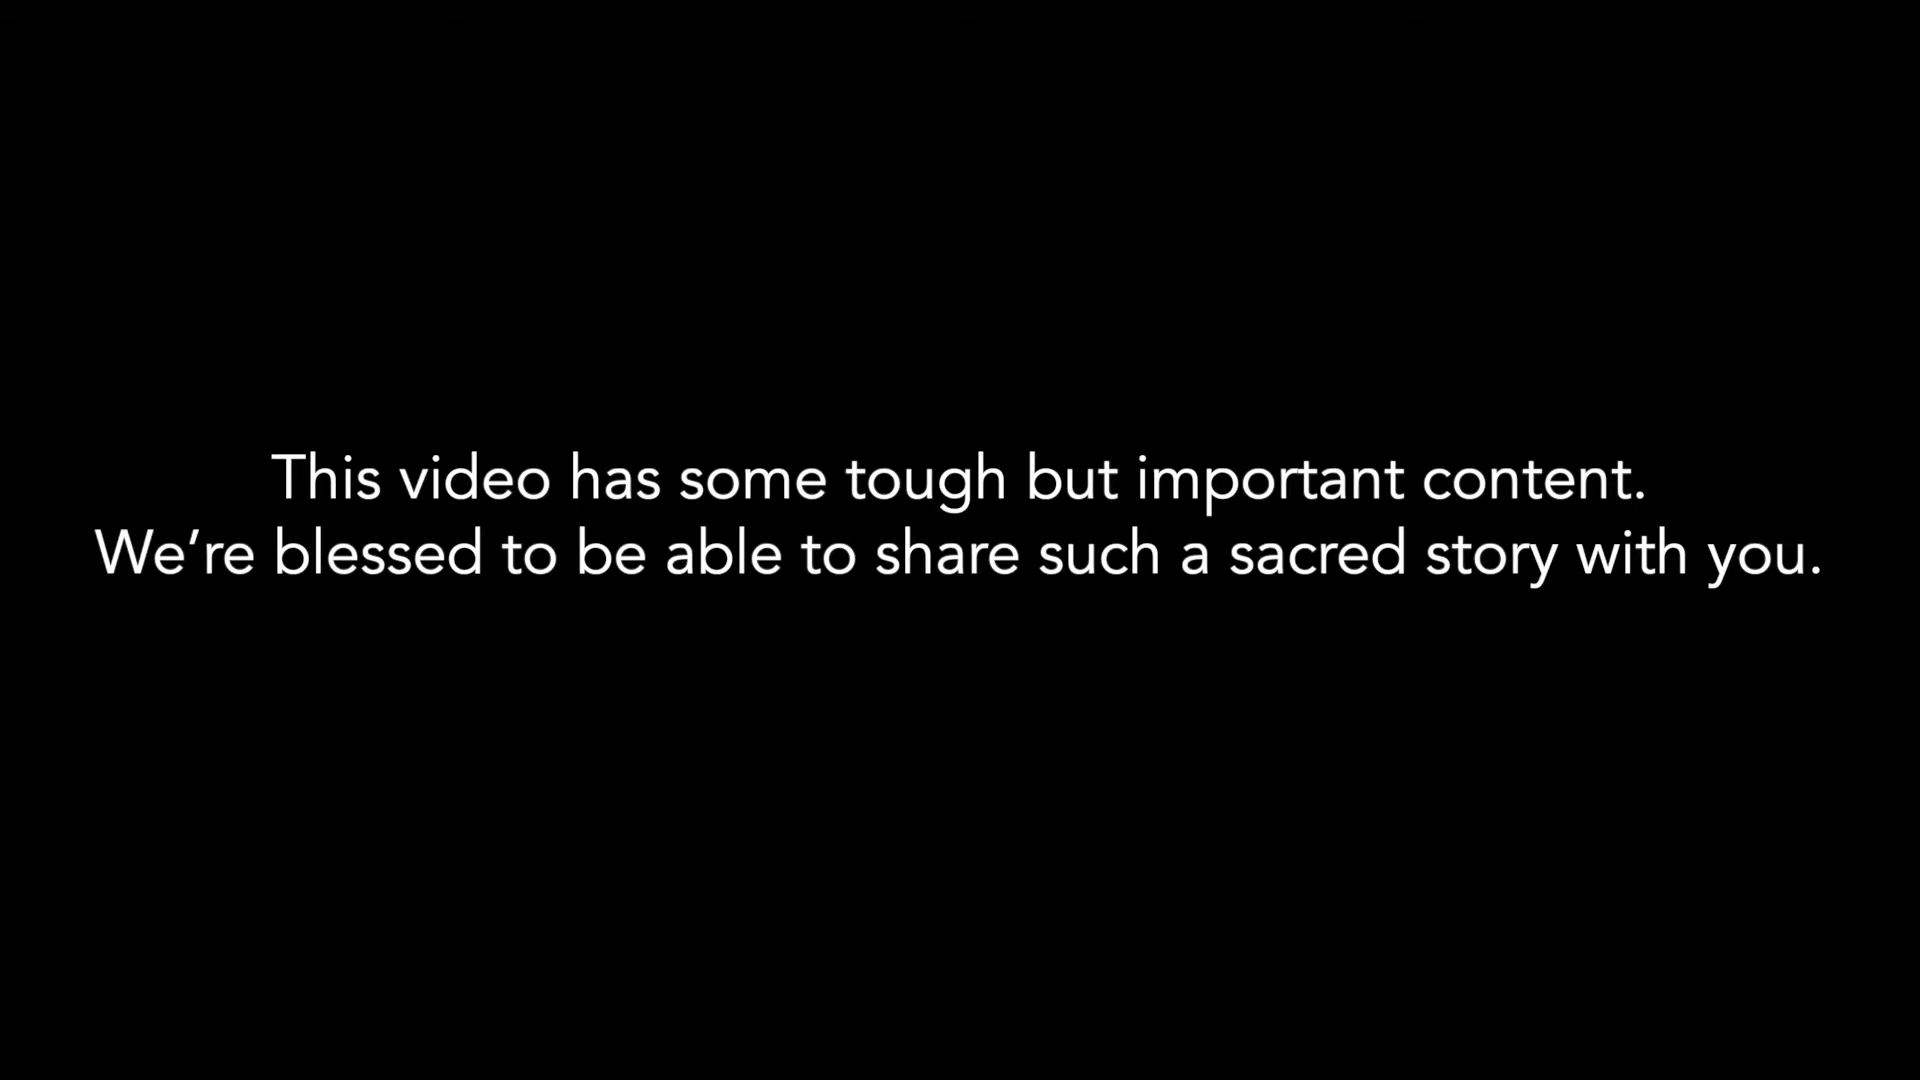 This video has some tough but important content.
We’re blessed to be able to share such a sacred story with you.